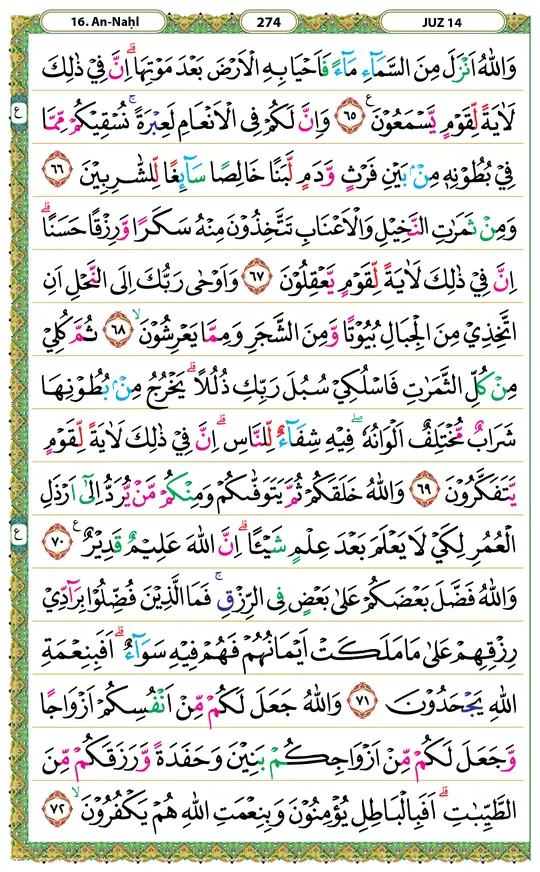 16. An-Naḥl 274 JUZ 14
وَاللّٰهُ اَنْزَلَ مِنَ السَّمَاۤءِ مَاۤءً فَاَحْيَا بِهِ الْاَرْضَ بَعْدَ مَوْتِهَاۗ اِنَّ فِيْ ذٰلِكَ
لَاٰيَةً لِّقَوْمٍ يَّسْمَعُوْنَ ࣖ ٦٥ وَاِنَّ لَكُمْ فِى الْاَنْعَامِ لَعِبْرَةًۚ نُسْقِيْكُمْ مِّمَّا
ع
فِيْ بُطُوْنِهٖ مِنْۢ بَيْنِ فَرْثٍ وَّدَمٍ لَّبَنًا خَالِصًا سَاۤىِٕغًا لِّلشّٰرِبِيْنَ ٦٦
وَمِنْ ثَمَرٰتِ النَّخِيْلِ وَالْاَعْنَابِ تَتَّخِذُوْنَ مِنْهُ سَكَرًا وَّرِزْقًا حَسَنًاۗ
اِنَّ فِيْ ذٰلِكَ لَاٰيَةً لِّقَوْمٍ يَّعْقِلُوْنَ ٦٧ وَاَوْحٰى رَبُّكَ اِلَى النَّحْلِ اَنِ
اتَّخِذِيْ مِنَ الْجِبَالِ بُيُوْتًا وَّمِنَ الشَّجَرِ وَمِمَّا يَعْرِشُوْنَۙ ٦٨ ثُمَّ كُلِيْ
مِنْ كُلِّ الثَّمَرٰتِ فَاسْلُكِيْ سُبُلَ رَبِّكِ ذُلُلًاۗ يَخْرُجُ مِنْۢ بُطُوْنِهَا
شَرَابٌ مُّخْتَلِفٌ اَلْوَانُهٗۖ فِيْهِ شِفَاۤءٌ لِّلنَّاسِۗ اِنَّ فِيْ ذٰلِكَ لَاٰيَةً لِّقَوْمٍ
يَّتَفَكَّرُوْنَ ٦٩ وَاللّٰهُ خَلَقَكُمْ ثُمَّ يَتَوَفّٰىكُمْ وَمِنْكُمْ مَّنْ يُّرَدُّ اِلٰٓى اَرْذَلِ
الْعُمُرِ لِكَيْ لَا يَعْلَمَ بَعْدَ عِلْمٍ شَيْـًٔاۗ اِنَّ اللّٰهَ عَلِيْمٌ قَدِيْرٌ ࣖ ٧٠
ع
وَاللّٰهُ فَضَّلَ بَعْضَكُمْ عَلٰى بَعْضٍ فِى الرِّزْقِۚ فَمَا الَّذِيْنَ فُضِّلُوْا بِرَاۤدِّيْ
رِزْقِهِمْ عَلٰى مَا مَلَكَتْ اَيْمَانُهُمْ فَهُمْ فِيْهِ سَوَاۤءٌۗ اَفَبِنِعْمَةِ
اللّٰهِ يَجْحَدُوْنَ ٧١ وَاللّٰهُ جَعَلَ لَكُمْ مِّنْ اَنْفُسِكُمْ اَزْوَاجًا
وَّجَعَلَ لَكُمْ مِّنْ اَزْوَاجِكُمْ بَنِيْنَ وَحَفَدَةً وَّرَزَقَكُمْ مِّنَ
الطَّيِّبٰتِۗ اَفَبِالْبَاطِلِ يُؤْمِنُوْنَ وَبِنِعْمَتِ اللّٰهِ هُمْ يَكْفُرُوْنَۙ ٧٢